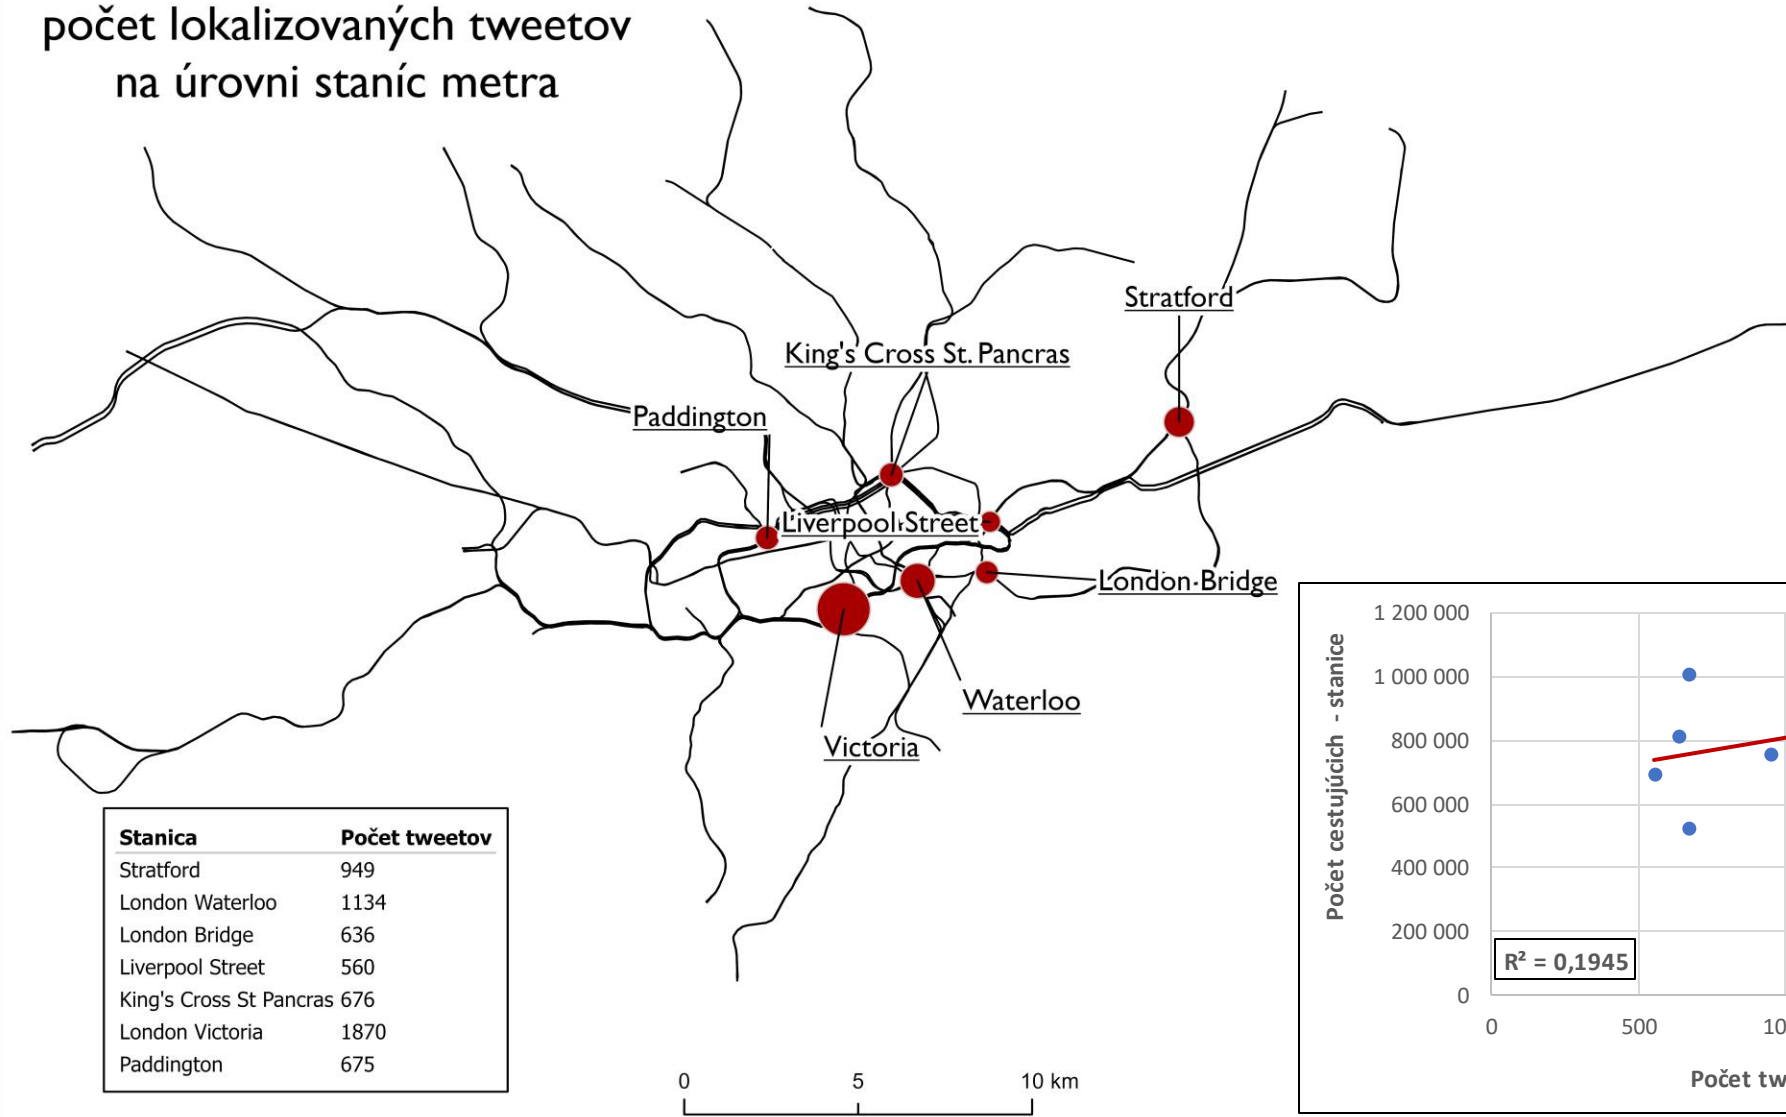 počet lokalizovaných tweetov
na úrovni staníc metra
Stratford
King's Cross St. Pancras
Paddington
Liverpool Street
London Bridge
Waterloo
Victoria
Stanica Počet tweetov
Stratford 949
London Waterloo 1134
London Bridge 636
Liverpool Street 560
King's Cross St Pancras 676
London Victoria 1870
Paddington 675
0 5 10 km
Počet cestujúcich - stanice
1 200 000
1 000 000
800 000
600 000
400 000
200 000
0
R² = 0,1945
0 500 10
Počet tw